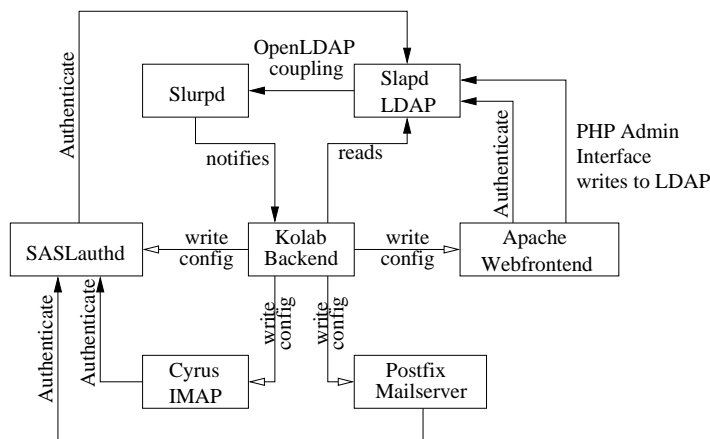 OpenLDAP
coupling
Slurpd
Slapd
LDAP
Authenticate
notifies
reads
Authenticate
PHP Admin
Interface
writes to LDAP
SASLauthd
write
config
Kolab
Backend
write
config
Apache
Webfrontend
Authenticate
Authenticate
write
config
write
config
Cyrus
IMAP
Postfix
Mailserver